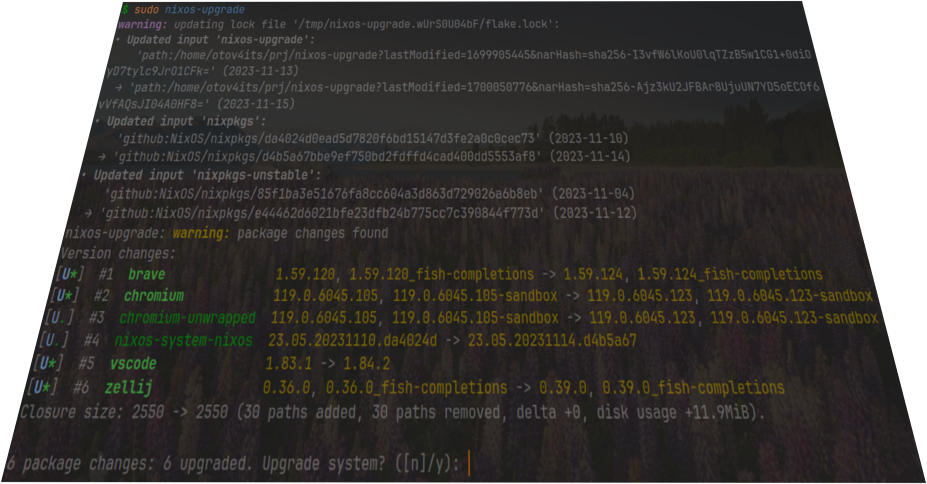 $ sudo nixos-upgrade
warning: updating lock file '/tmp/nixos-upgrade.wUrS0U04bF/flake.lock':
• Updated input 'nixos-upgrade':
'path:/home/otov4its/prj/nixos-upgrade?lastModified=1699905445&narHash=sha256-I3vfW6lKoU0lqTZzB5w1CG1+0diO
yD7tylc9JrO1CFk=' (2023-11-13)
→ 'path:/home/otov4its/prj/nixos-upgrade?lastModified=1700050776&narHash=sha256-Ajz3kU2JFBAr8UjuUN7YD5oECOf6
vVfAQsJI04A0HF8=' (2023-11-15)
• Updated input 'nixpkgs':
'github:NixOS/nixpkgs/da4024d0ead5d7820f6bd15147d3fe2a0c0cec73' (2023-11-10)
→ 'github:NixOS/nixpkgs/d4b5a67bbe9ef750bd2fdffd4cad400dd5553af8' (2023-11-14)
• Updated input 'nixpkgs-unstable':
'github:NixOS/nixpkgs/85f1ba3e51676fa8cc604a3d863d729026a6b8eb' (2023-11-04)
→ 'github:NixOS/nixpkgs/e44462d6021bfe23dfb24b775cc7c390844f773d' (2023-11-12)
nixos-upgrade: warning: package changes found
Version changes:
[U*] #1 brave 1.59.120, 1.59.120_fish-completions -> 1.59.124, 1.59.124_fish-completions
[U*] #2 chromium 119.0.6045.105, 119.0.6045.105-sandbox -> 119.0.6045.123, 119.0.6045.123-sandbox
[U.] #3 chromium-unwrapped 119.0.6045.105, 119.0.6045.105-sandbox -> 119.0.6045.123, 119.0.6045.123-sandbox
[U.] #4 nixos-system-nixos 23.05.20231110.da4024d -> 23.05.20231114.d4b5a67
[U*] #5 vscode 1.83.1 -> 1.84.2
[U*] #6 zellij 0.36.0, 0.36.0_fish-completions -> 0.39.0, 0.39.0_fish-completions
Closure size: 2550 -> 2550 (30 paths added, 30 paths removed, delta +0, disk usage +11.9MiB).
6 package changes: 6 upgraded. Upgrade system? ([n]/y):